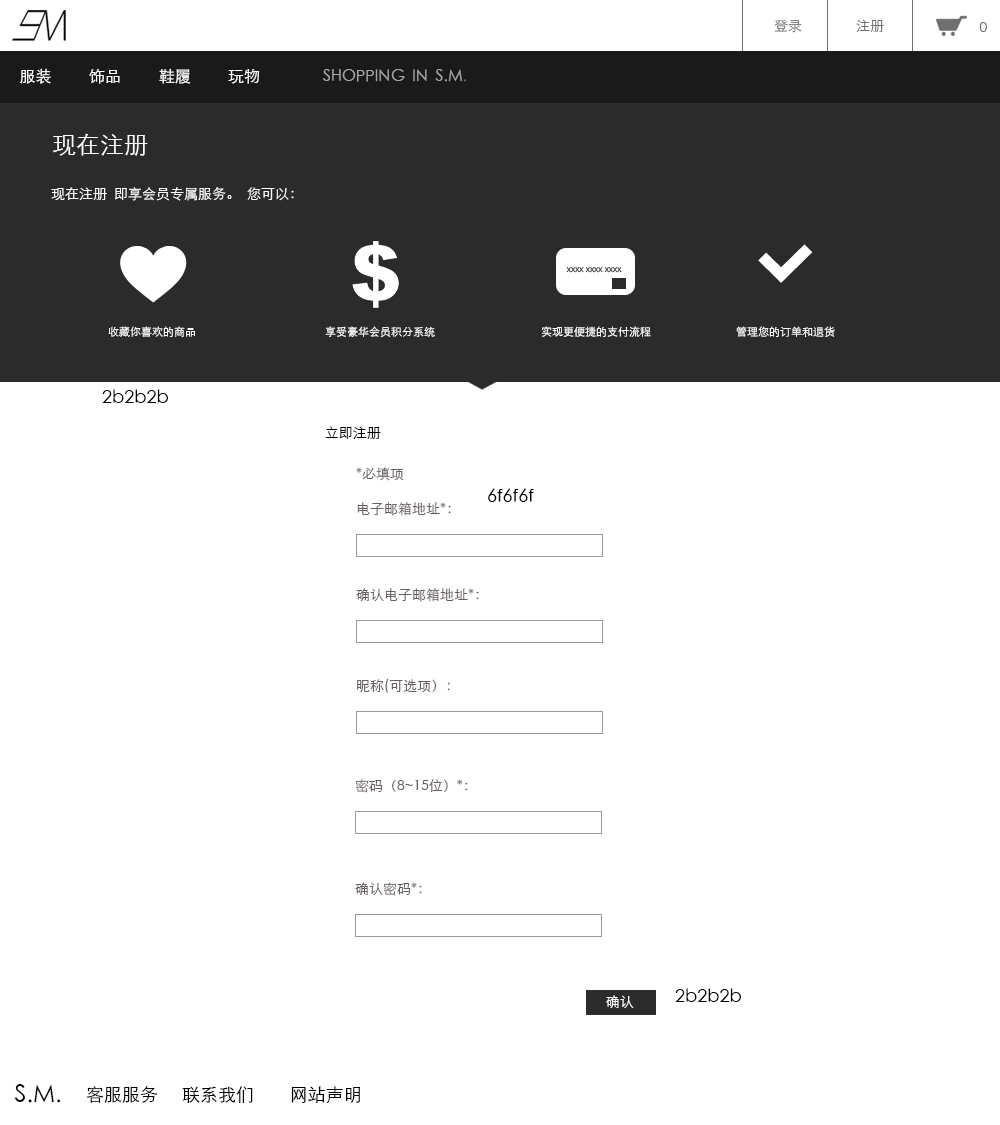 SM
登录 注册 0
服装 饰品 鞋履 玩物 SHOPPING IN S.M.
现在注册
现在注册 即享会员专属服务。 您可以：
xxxx xxxx xxxx
收藏你喜欢的商品 享受豪华会员积分系统 实现更便捷的支付流程 管理您的订单和退货
2b2b2b
立即注册
*必填项
6f6f6f
电子邮箱地址*：
确认电子邮箱地址*：
昵称(可选项）：
密码（8~15位）*：
确认密码*：
确认 2b2b2b
S.M. 客服服务 联系我们 网站声明